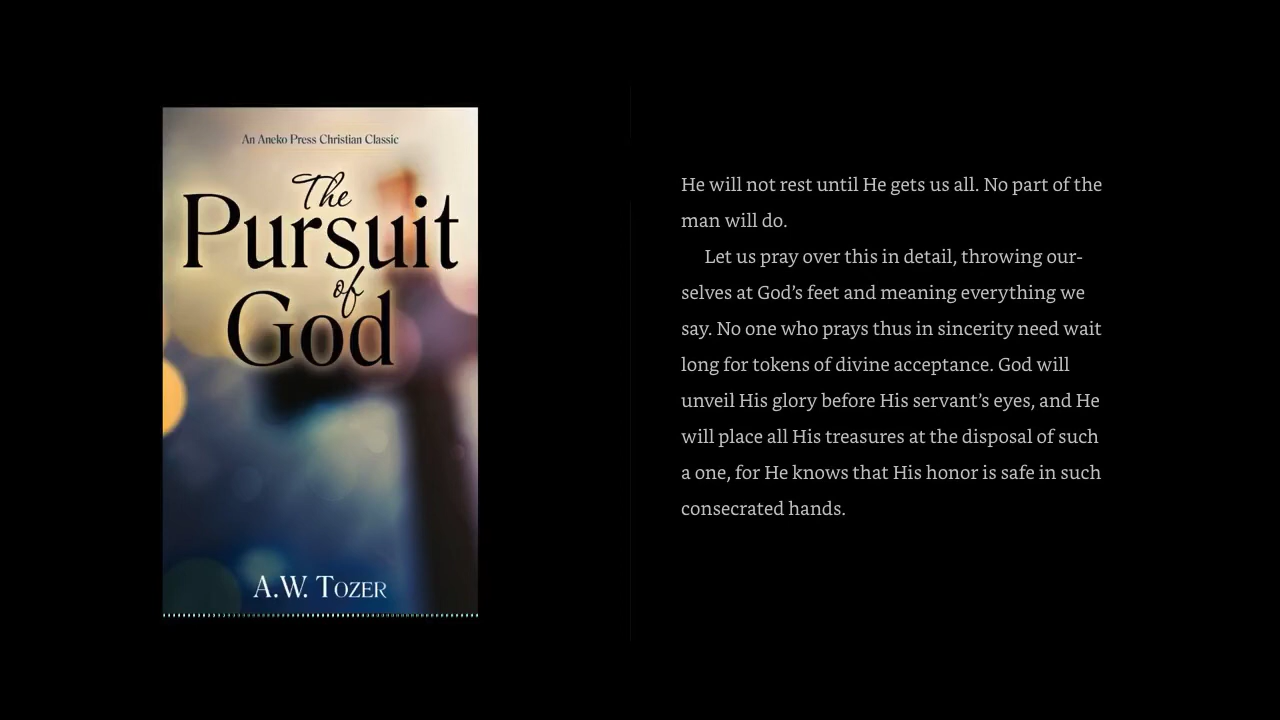 An Aneko Press Christian Classic
The
Pursuit
of
God
A.W. Tozer
He will not rest until He gets us all. No part of the
man will do.
Let us pray over this in detail, throwing our-
selves at God’s feet and meaning everything we
say. No one who prays thus in sincerity need wait
long for tokens of divine acceptance. God will
unveil His glory before His servant’s eyes, and He
will place all His treasures at the disposal of such
a one, for He knows that His honor is safe in such
consecrated hands.